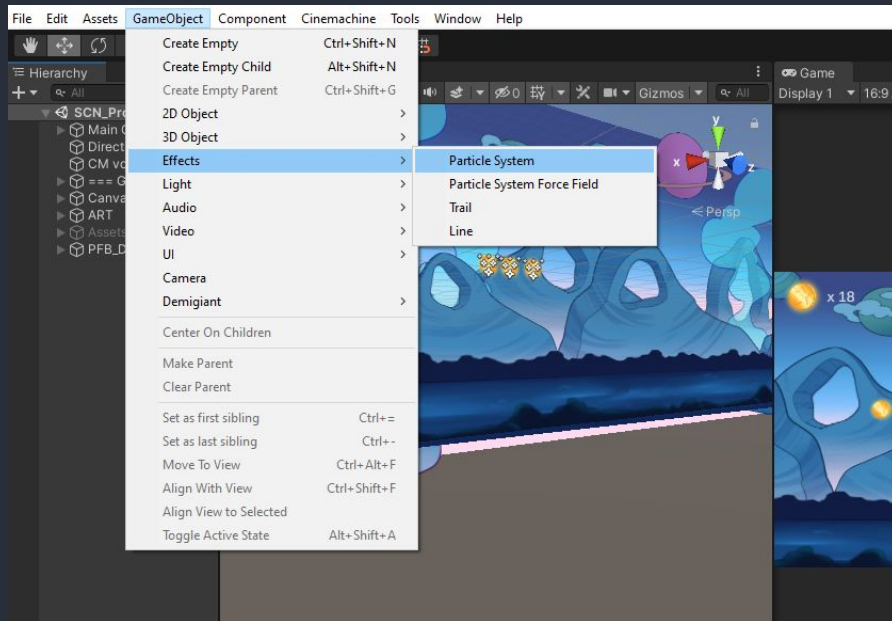 File Edit Assets GameObject Component Cinemachine Tools Window Help
Hierarchy
All
SCN_Pro
Main C
Direct
CM vc
=== G
Canva
ART
Assets
PFB_D
Create Empty Ctrl+Shift+N
Create Empty Child Alt+Shift+N
Create Empty Parent Ctrl+Shift+G
2D Object
3D Object
Effects
Light
Audio
Video
UI
Camera
Demigiant
Center On Children
Make Parent
Clear Parent
Set as first sibling Ctrl+=
Set as last sibling Ctrl+-
Move To View Ctrl+Alt+F
Align With View Ctrl+Shift+F
Align View to Selected
Toggle Active State Alt+Shift+A
Particle System
Particle System Force Field
Trail
Line
0 Gizmos All
y
x
z
Persp
Game
Display 1 16:9
x 18